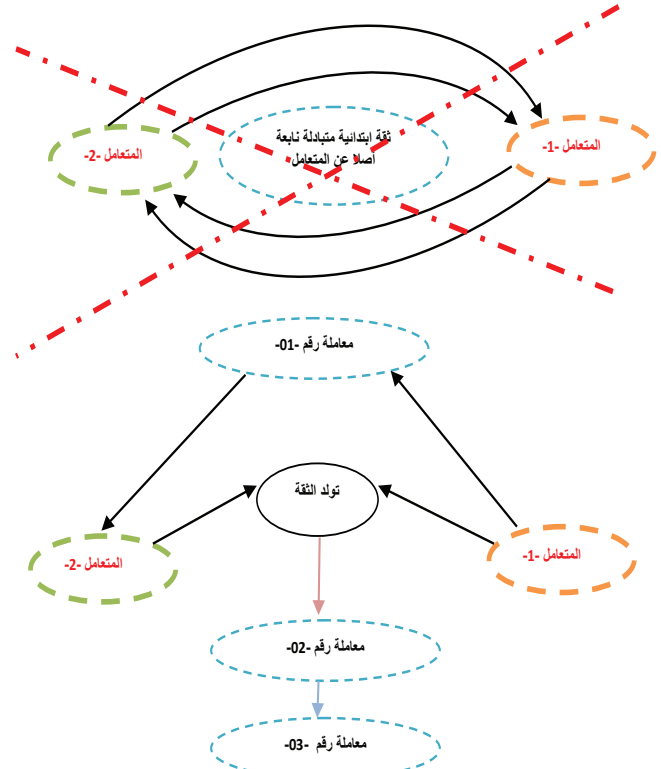 المتعامل -1-
ثقة ابتدائية متبادلة نابعة
أصلا عن المتعامل
المتعامل -2-
معاملة رقم -01-
تولد الثقة
المتعامل -1-
المتعامل -2-
معاملة رقم -02-
معاملة رقم -03-